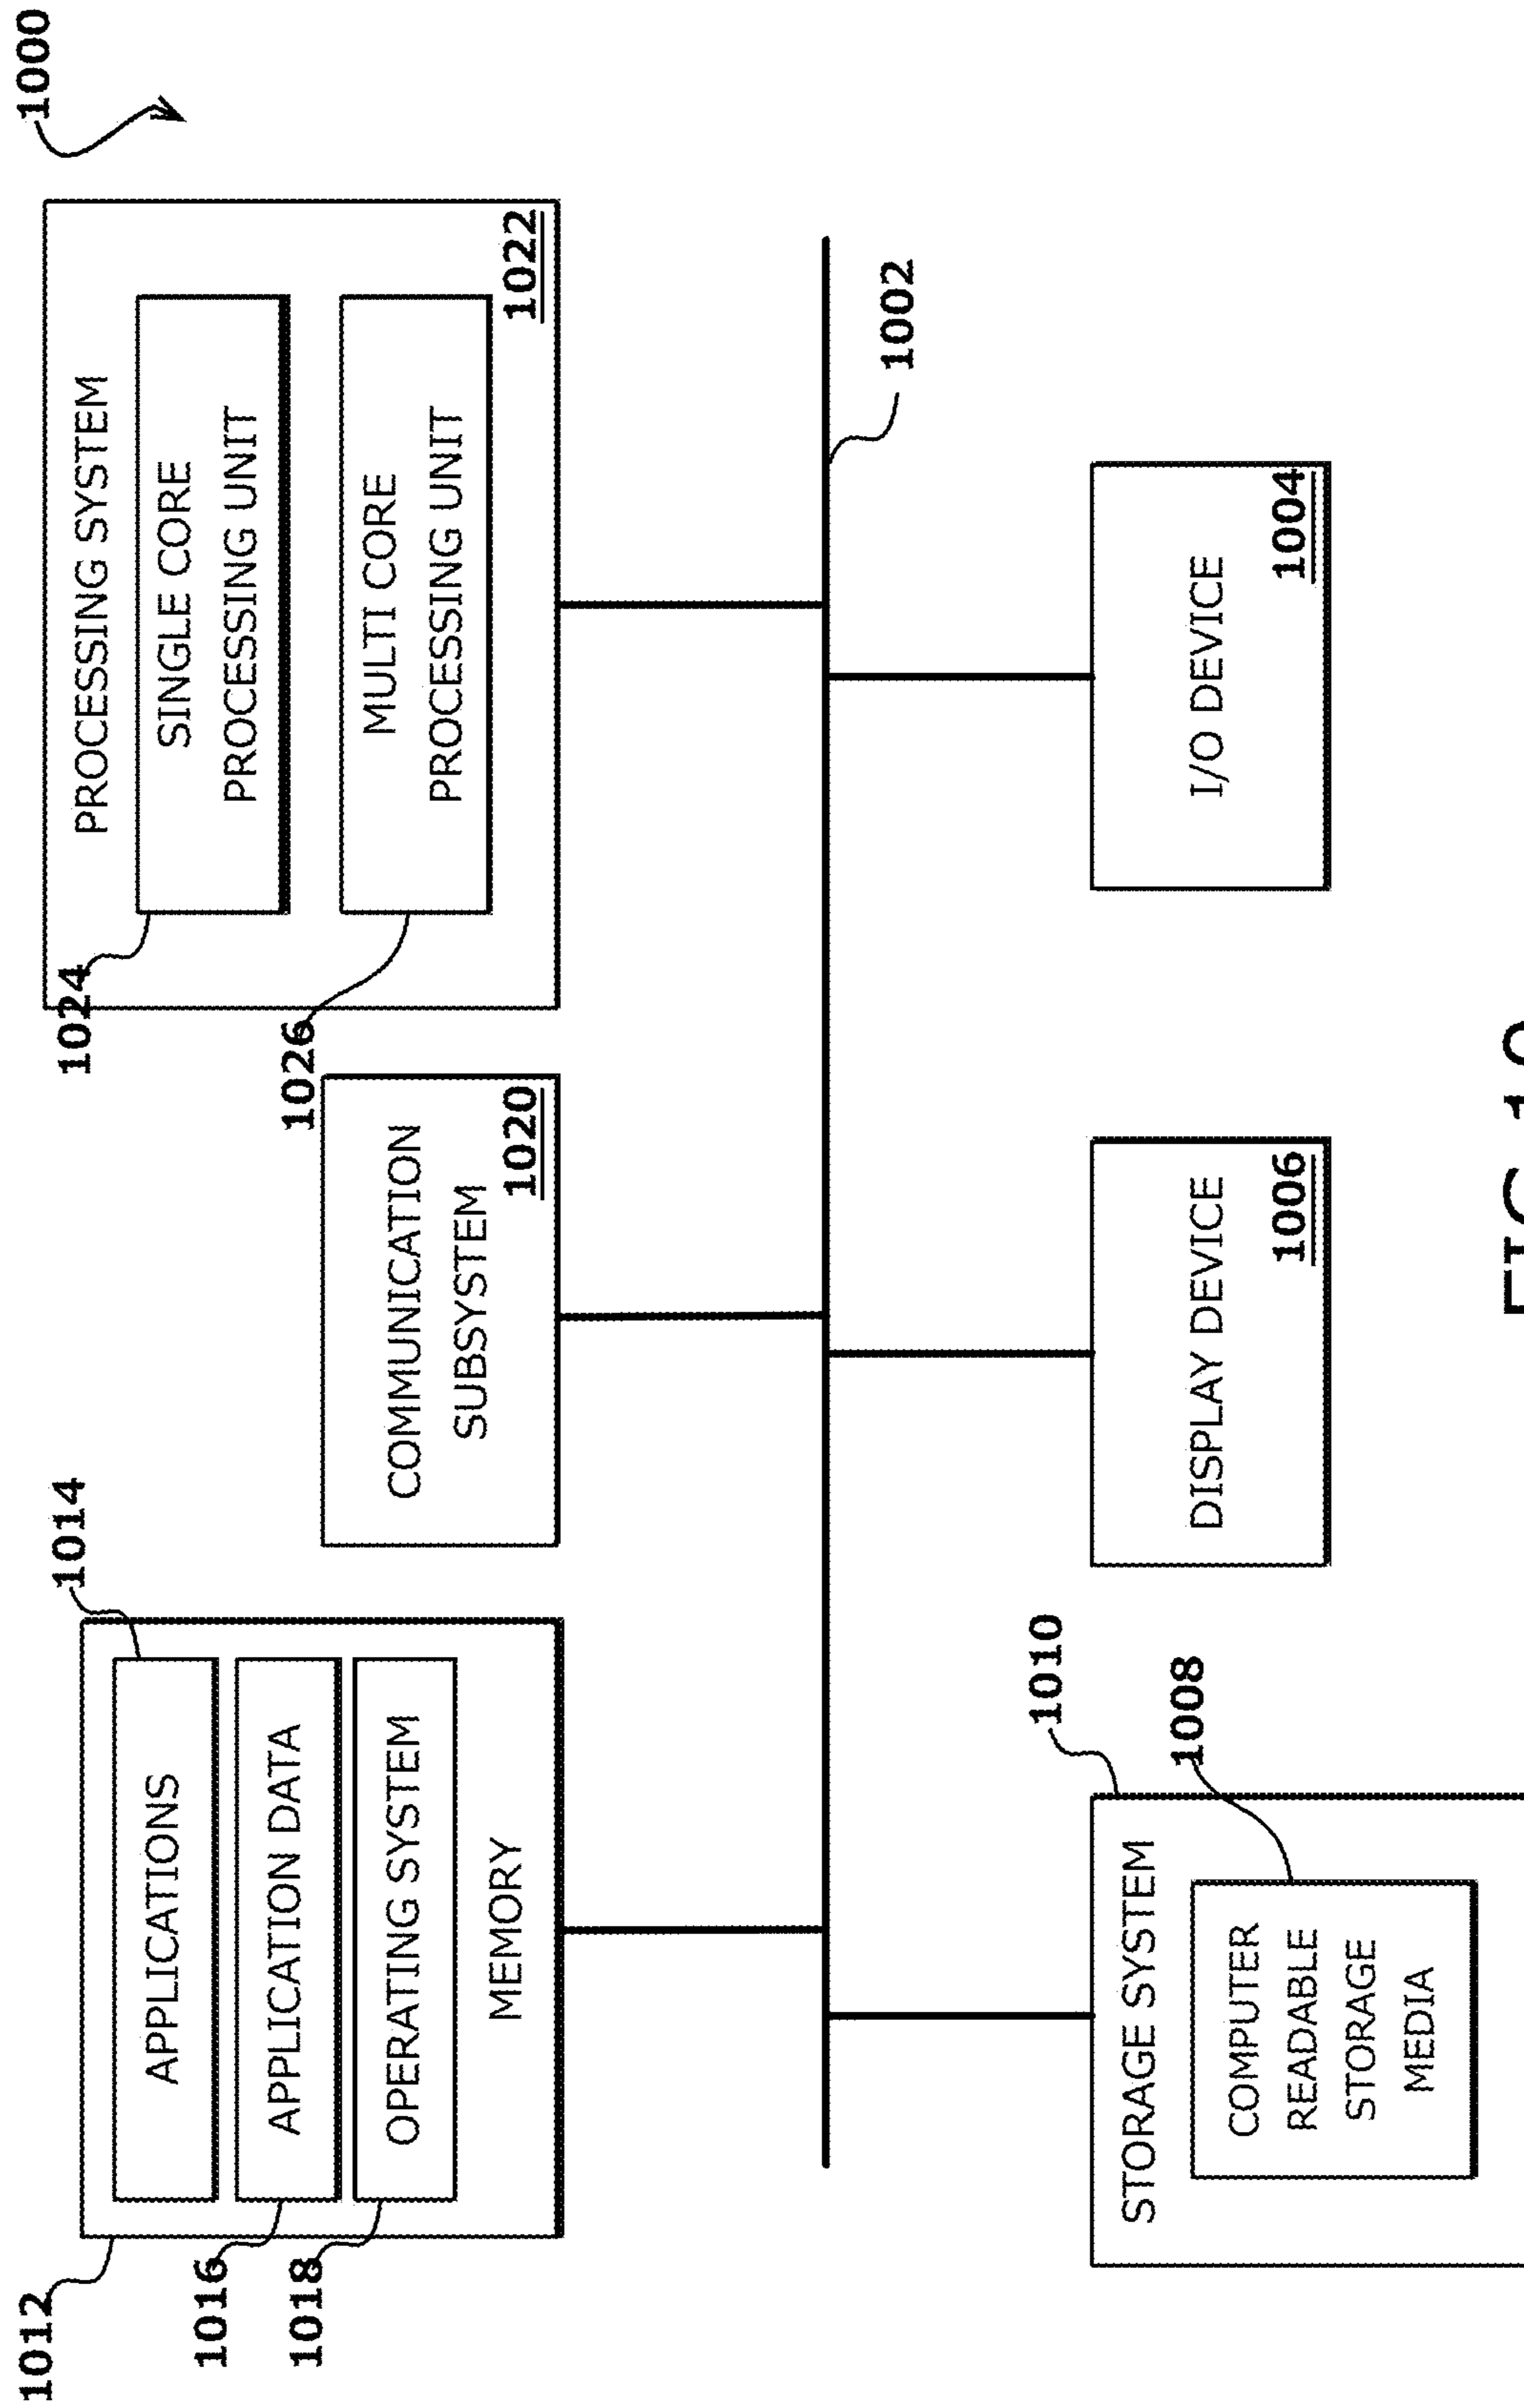 1012
1016
1018
APPLICATIONS
APPLICATION DATA
OPERATING SYSTEM
MEMORY
1014
COMMUNICATION
SUBSYSTEM
1020
1024
1026
PROCESSING SYSTEM
SINGLE CORE
PROCESSING UNIT
MULTI CORE
PROCESSING UNIT
1022
1000
1002
STORAGE SYSTEM
COMPUTER
READABLE
STORAGE
MEDIA
1010
1008
DISPLAY DEVICE
1006
I/O DEVICE
1004